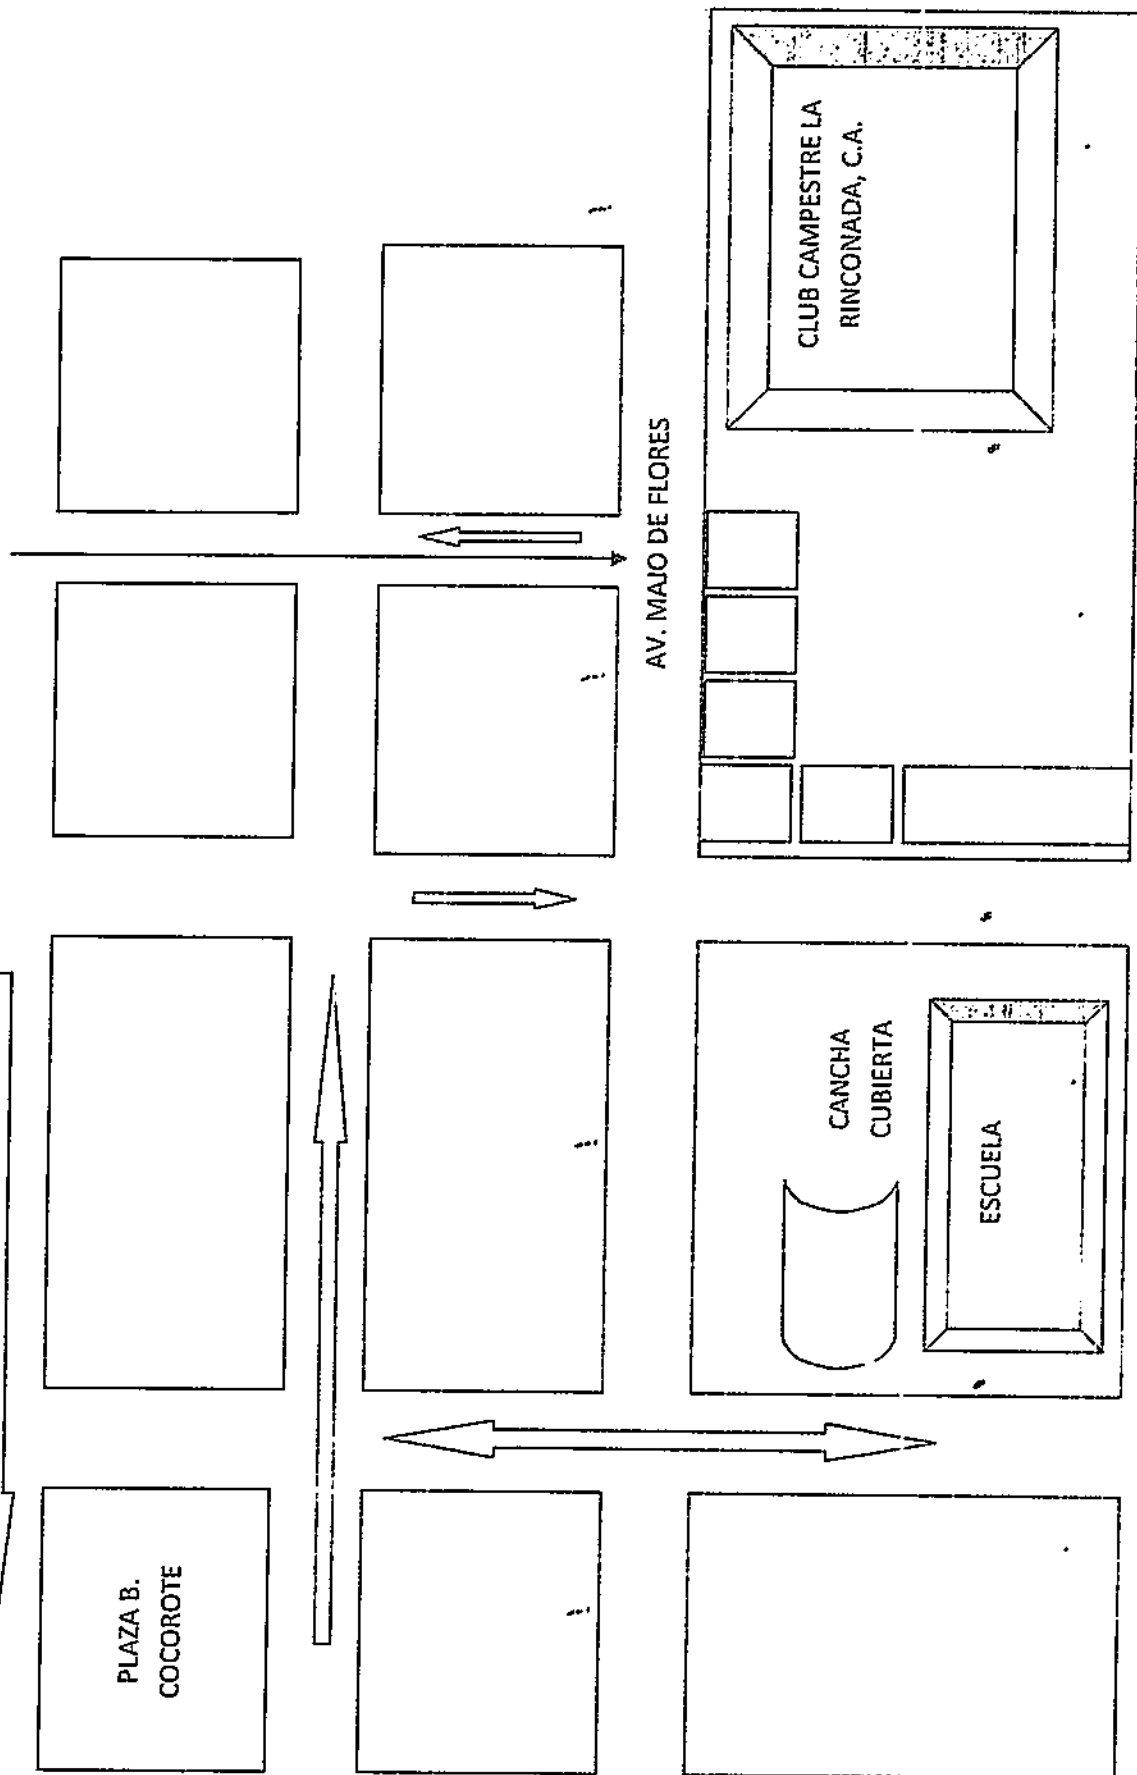 PLAZA B.
COCOROTE
AV. MAJO DE FLORES
CANCHA
CUBIERTA
ESCUELA
CLUB CAMPESTRE LA
RINCONADA, C.A.